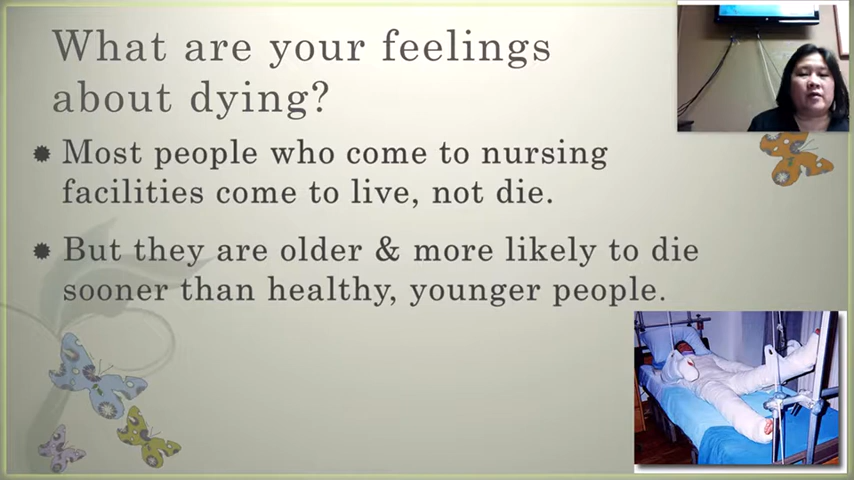 What are your feelings
about dying?
Most people who come to nursing
facilities come to live, not die.
But they are older & more likely to die
sooner than healthy, younger people.